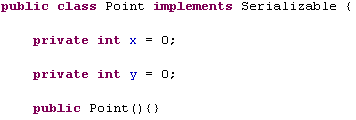 public class Point implements Serializable {
private int x = 0;
private int y = 0;
public Point(){}